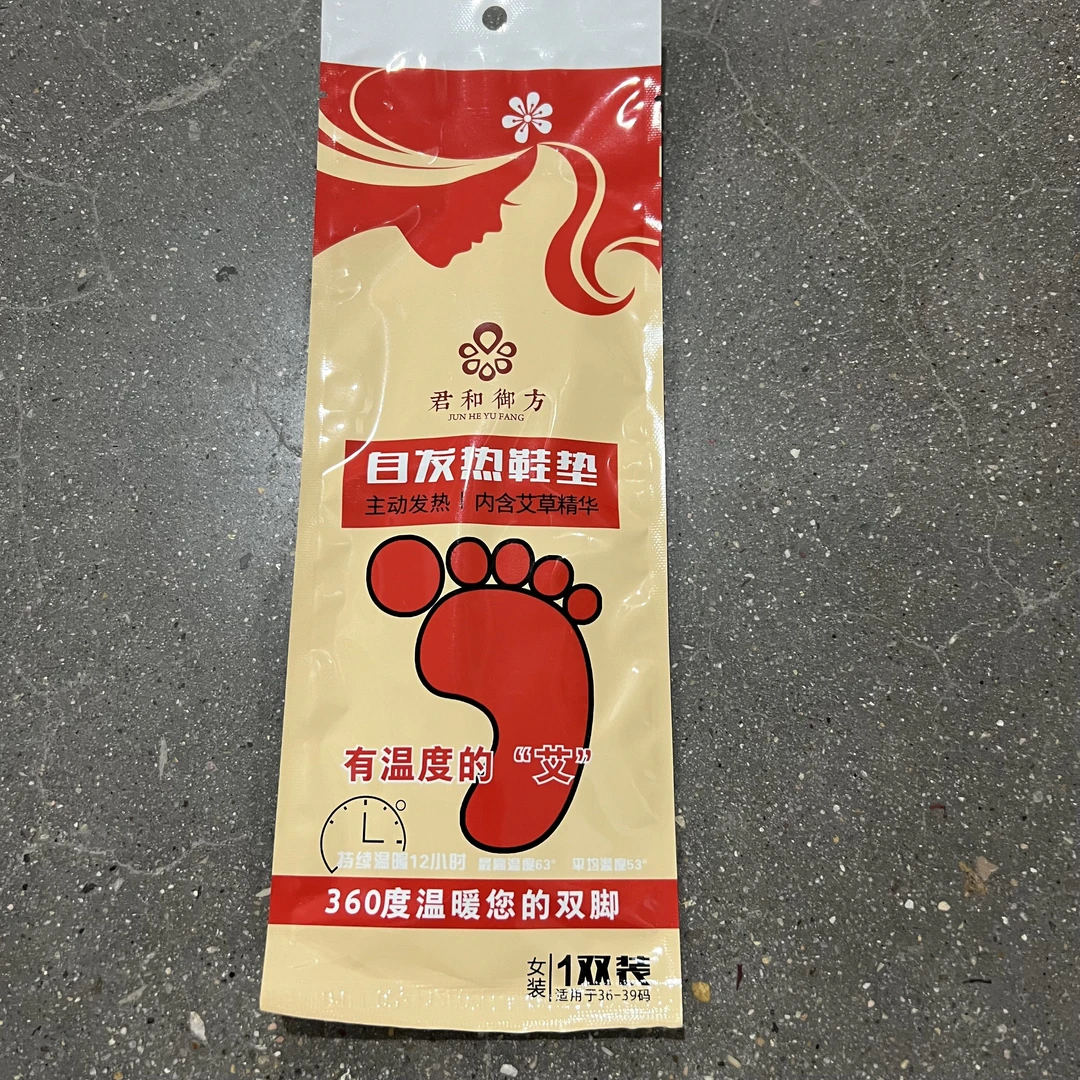 君和御方
JUN HE YU FANG
自发热鞋垫
主动发热！内含艾草精华
有温度的“艾”
持续温暖12小时 最高温度63° 平均温度53°
360度温暖您的双脚
女装 1双装
适用于36-39码